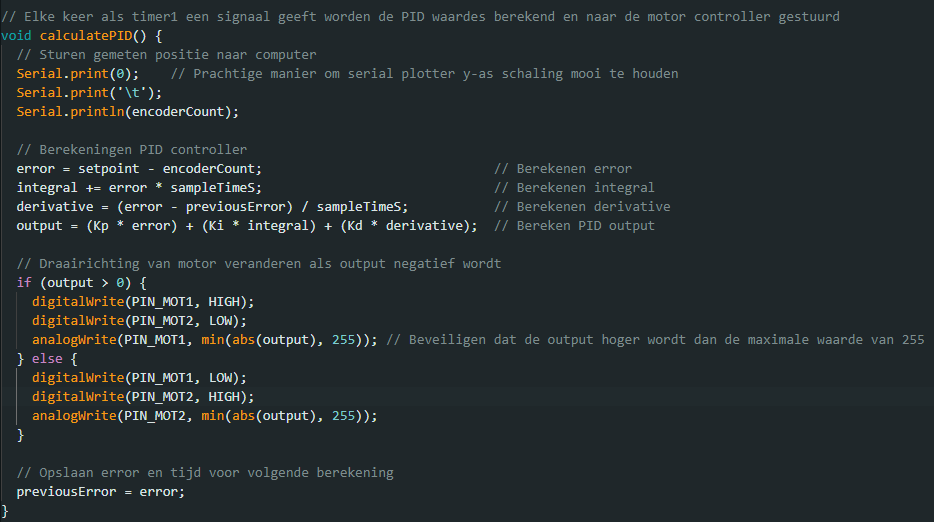 // Elke keer als timer1 een signaal geeft worden de PID waardes berekend en naar de motor controller gestuurd
void calculatePID() {
  // Sturen gemeten positie naar computer
  Serial.print(0);    // Prachtige manier om serial plotter y-as schaling mooi te houden
  Serial.print('\t');
  Serial.println(encoderCount);

  // Berekeningen PID controller
  error = setpoint - encoderCount;                              // Berekenen error
  integral += error * sampleTimeS;                              // Berekenen integral
  derivative = (error - previousError) / sampleTimeS;           // Berekenen derivative
  output = (Kp * error) + (Ki * integral) + (Kd * derivative);  // Bereken PID output

  // Draairichting van motor veranderen als output negatief wordt
  if (output > 0) {
    digitalWrite(PIN_MOT1, HIGH);
    digitalWrite(PIN_MOT2, LOW);
    analogWrite(PIN_MOT1, min(abs(output), 255)); // Beveiligen dat de output hoger wordt dan de maximale waarde van 255
  } else {
    digitalWrite(PIN_MOT1, LOW);
    digitalWrite(PIN_MOT2, HIGH);
    analogWrite(PIN_MOT2, min(abs(output), 255));
  }

  // Opslaan error en tijd voor volgende berekening
  previousError = error;
}